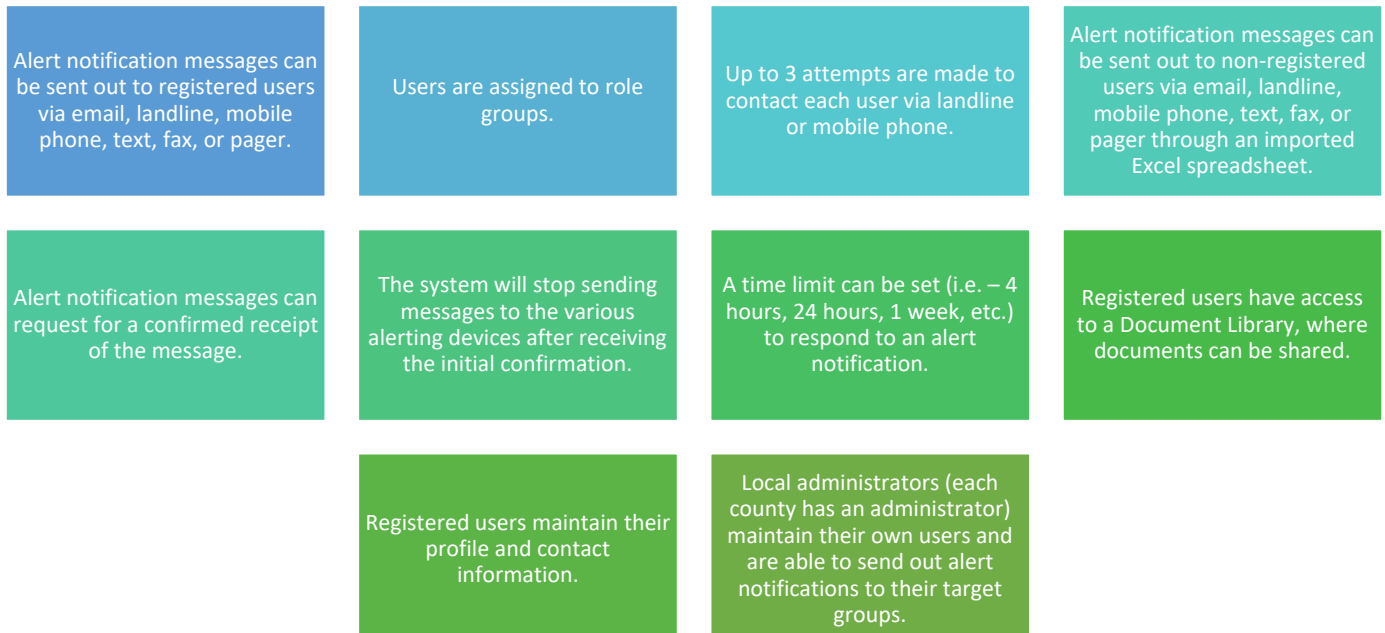 Alert notification messages can
be sent out to registered users
via email, landline, mobile
phone, text, fax, or pager.
Users are assigned to role
groups.
Up to 3 attempts are made to
contact each user via landline
or mobile phone.
Alert notification messages can
be sent out to non-registered
users via email, landline,
mobile phone, text, fax, or
pager through an imported
Excel spreadsheet.
Alert notification messages can
request for a confirmed receipt
of the message.
The system will stop sending
messages to the various
alerting devices after receiving
the initial confirmation.
A time limit can be set (i.e. – 4
hours, 24 hours, 1 week, etc.)
to respond to an alert
notification.
Registered users have access
to a Document Library, where
documents can be shared.
Registered users maintain their
profile and contact
information.
Local administrators (each
county has an administrator)
maintain their own users and
are able to send out alert
notifications to their target
groups.